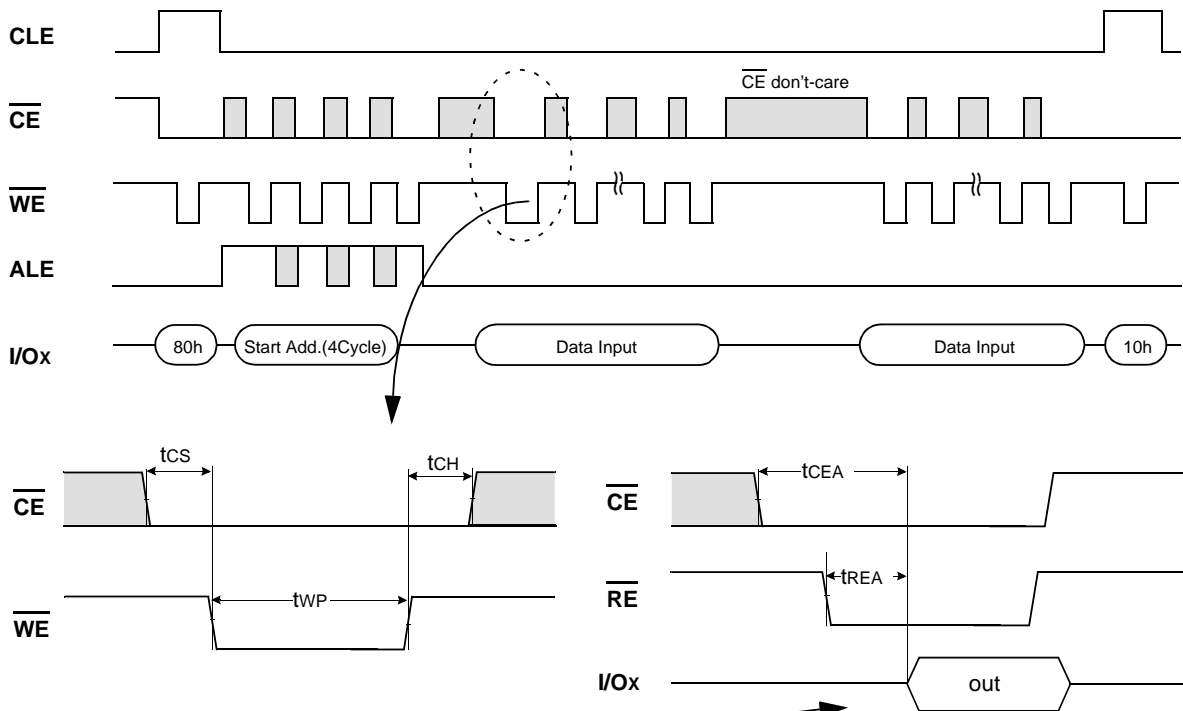 CLE
CE don't-care
CE
WE
ALE
I/Ox 80h Start Add.(4Cycle) Data Input Data Input 10h
tCS tCH
CE
tWP
WE
tCEA
CE
tREA
RE
I/Ox out